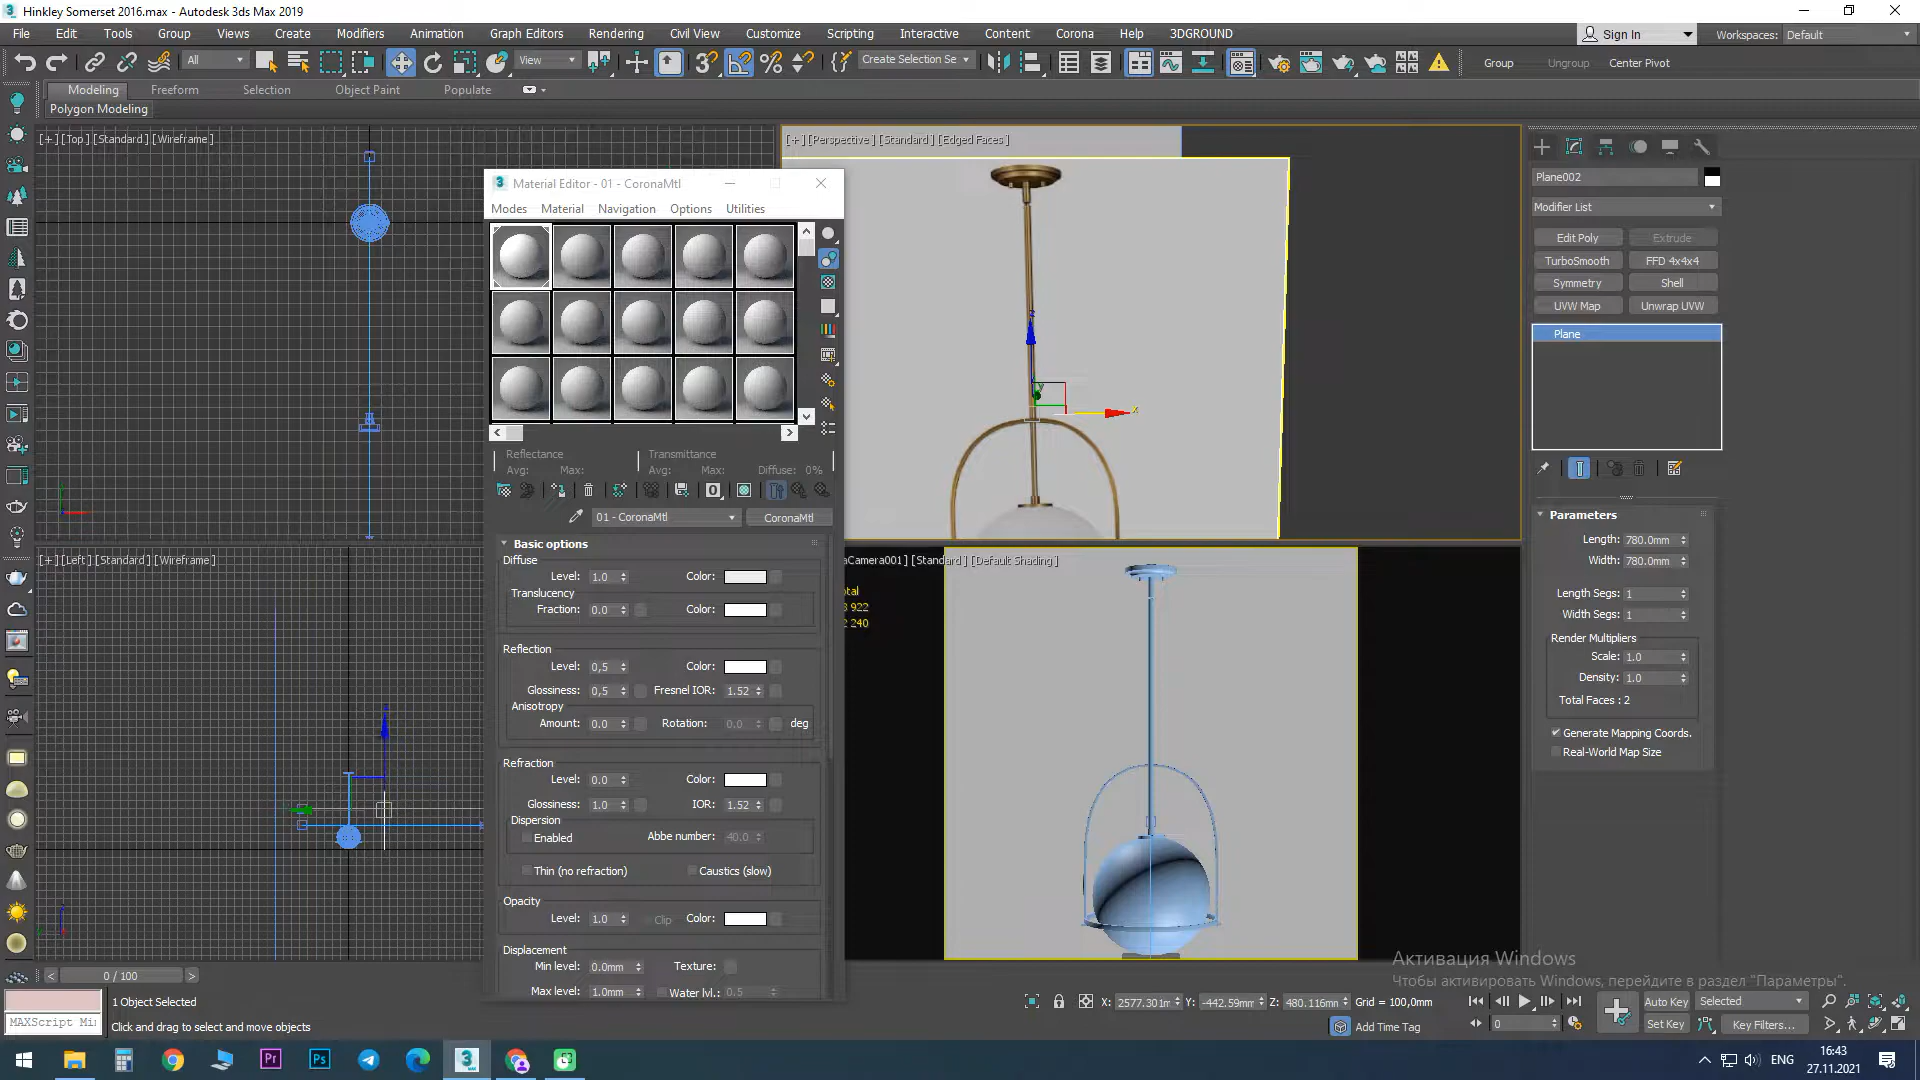 Hinkley Somerset 2016.max - Autodesk 3ds Max 2019
File Edit Tools Group Views Create Modifiers Animation Graph Editors Rendering Civil View Customize Scripting Interactive Content Corona Help 3DGROUND Sign In Workspaces: Default
All View Create Selection Se Group Ungroup Center Pivot
Modeling Freeform Selection Object Paint Populate
Polygon Modeling
[+] [Top] [Standard] [Wireframe]
[+] [Perspective] [Standard] [Edged Faces]
Plane002
Material Editor - 01 - CoronaMtl
Modes Material Navigation Options Utilities
Modifier List
Edit Poly Extrude
TurboSmooth FFD 4x4x4
Symmetry Shell
UVW Map Unwrap UVW
Plane
Reflectance Transmittance
Avg: Max: Avg: Max: Diffuse: 0%
01 - CoronaMtl CoronaMtl
Basic options
Diffuse
Level: 1.0 Color:
Translucency
Fraction: 0.0 Color:
Reflection
Level: 0,5 Color:
Glossiness: 0,5 Fresnel IOR: 1.52
Anisotropy
Amount: 0.0 Rotation: 0.0 deg
Refraction
Level: 0.0 Color:
Glossiness: 1.0 IOR: 1.52
Dispersion
Enabled Abbe number: 40.0
Thin (no refraction) Caustics (slow)
Opacity
Level: 1.0 Clip Color:
Displacement
Min level: 0.0mm Texture:
Max level: 1.0mm Water lvl.: 0.5
Parameters
Length: 780.0mm
Width: 780.0mm
Length Segs: 1
Width Segs: 1
Render Multipliers
Scale: 1.0
Density: 1.0
Total Faces : 2
Generate Mapping Coords.
Real-World Map Size
[+] [Left] [Standard] [Wireframe]
aCamera001] [Standard] [Default Shading]
otal
922
2 240
z
x
y
Активация Windows
Чтобы активировать Windows, перейдите в раздел "Параметры".
0 / 100
1 Object Selected
MAXScript Mi
Click and drag to select and move objects
X: 2577.301m Y: -442.59mm Z: 480.116mm Grid = 100,0mm
Add Time Tag
0
Auto Key Selected
Set Key Key Filters...
ENG
16:43
27.11.2021